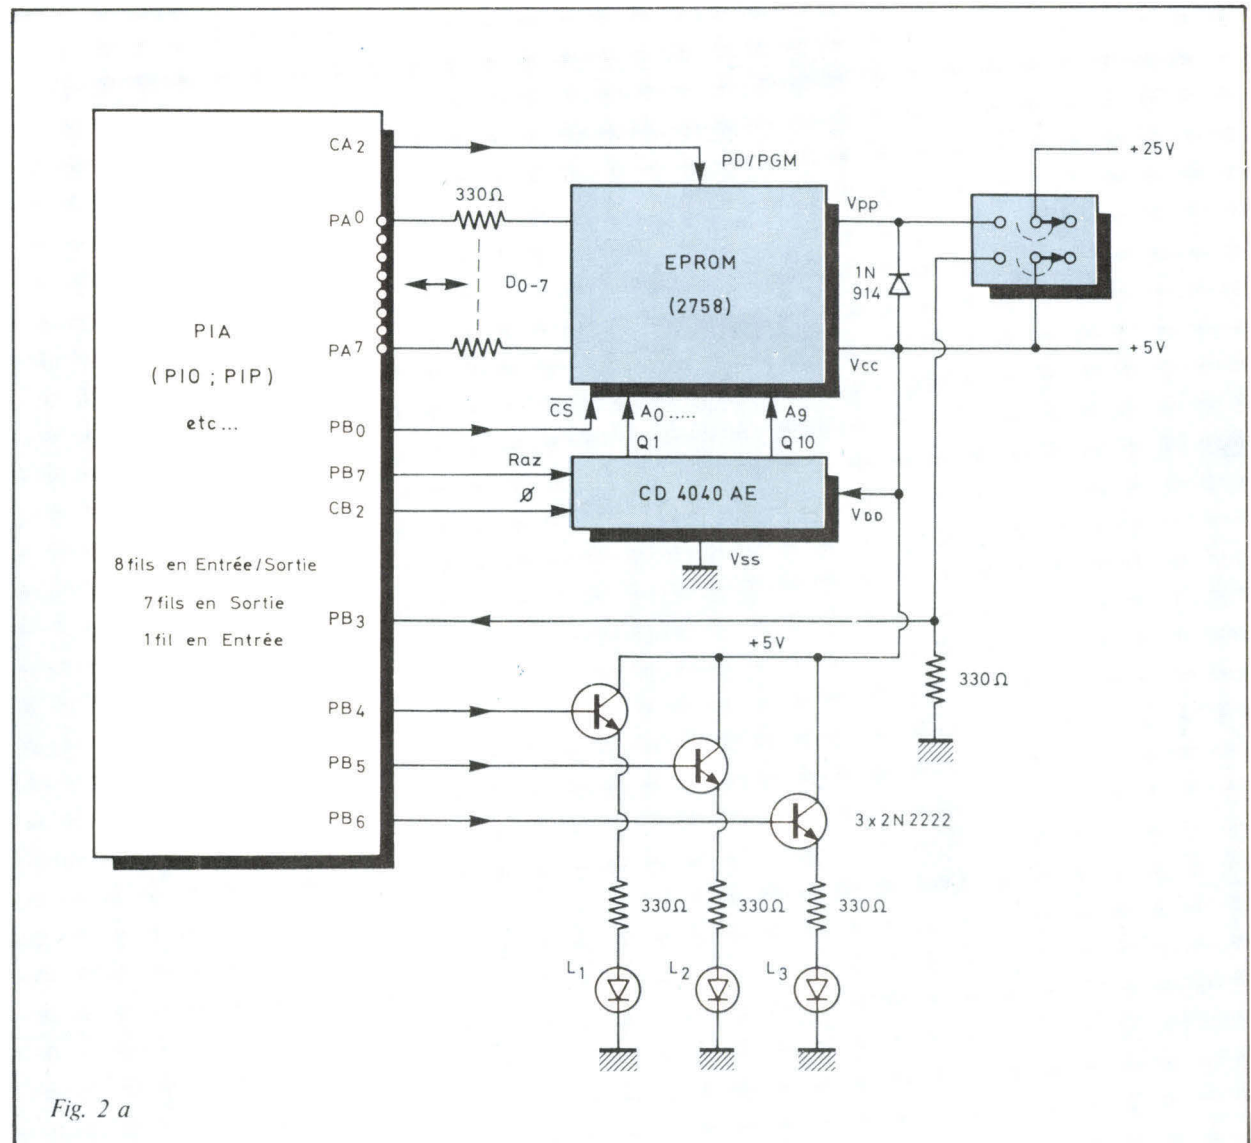 CA2
PD/PGM
+25V
330Ω
PA0
Vpp
EPROM
(2758)
1N
914
D0-7
PIA
(PIO ; PIP)
etc...
PA7
Vcc
+5V
CS
A0.....
A9
PB0
Q1
Q10
PB7
Raz
CD 4040 AE
CB2
Ø
VDD
Vss
8 fils en Entrée/Sortie
7 fils en Sortie
1 fil en Entrée
PB3
+5V
330Ω
PB4
PB5
PB6
3x2N2222
330Ω
330Ω
330Ω
L1
L2
L3
Fig. 2 a